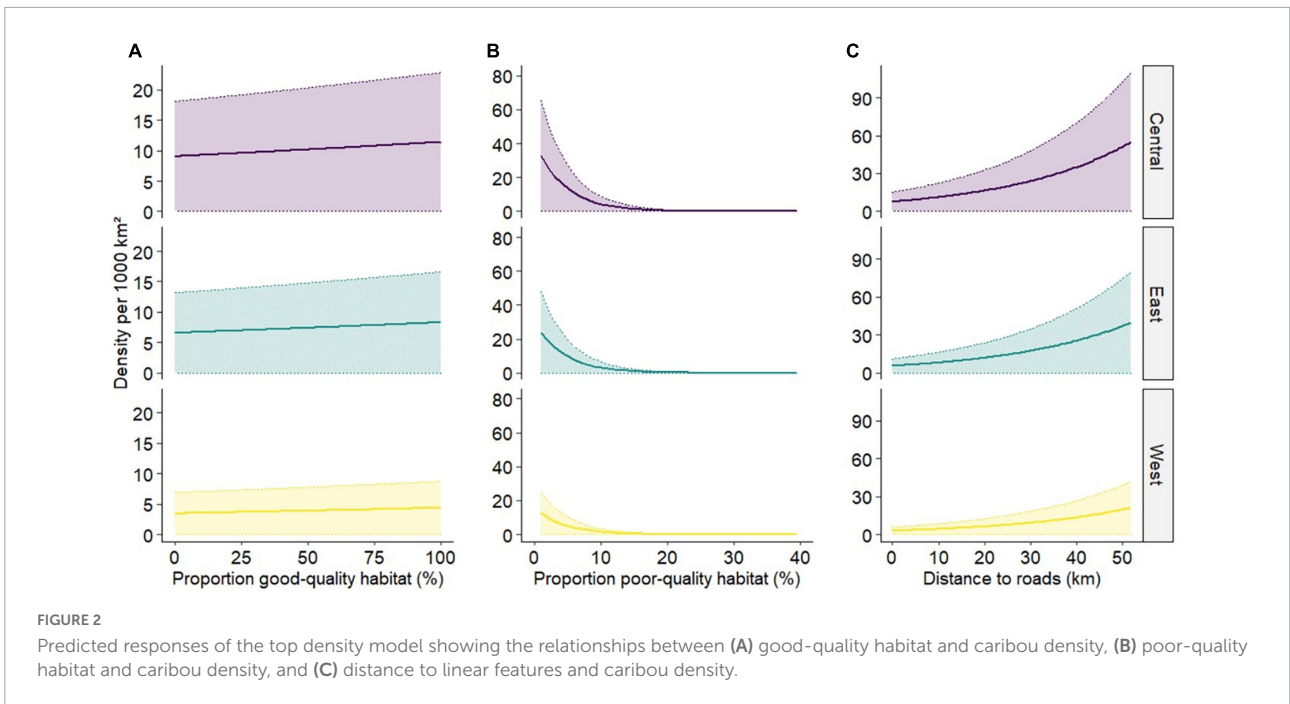 A
B
C
20
15
10
5
0
80
60
40
20
0
90
60
30
0
Central
Density per 1000 km²
20
15
10
5
0
80
60
40
20
0
90
60
30
0
East
20
15
10
5
0
80
60
40
20
0
90
60
30
0
West
0 25 50 75 100
0 10 20 30 40
0 10 20 30 40 50
Proportion good-quality habitat (%)
Proportion poor-quality habitat (%)
Distance to roads (km)
FIGURE 2
Predicted responses of the top density model showing the relationships between (A) good-quality habitat and caribou density, (B) poor-quality
habitat and caribou density, and (C) distance to linear features and caribou density.